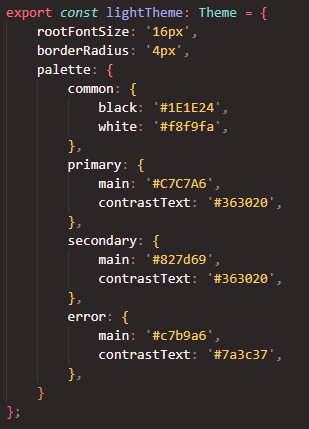 export const lightTheme: Theme = {
    rootFontSize: '16px',
    borderRadius: '4px',
    palette: {
        common: {
            black: '#1E1E24',
            white: '#f8f9fa',
        },
        primary: {
            main: '#C7C7A6',
            contrastText: '#363020',
        },
        secondary: {
            main: '#827d69',
            contrastText: '#363020',
        },
        error: {
            main: '#c7b9a6',
            contrastText: '#7a3c37',
        },
    }
};